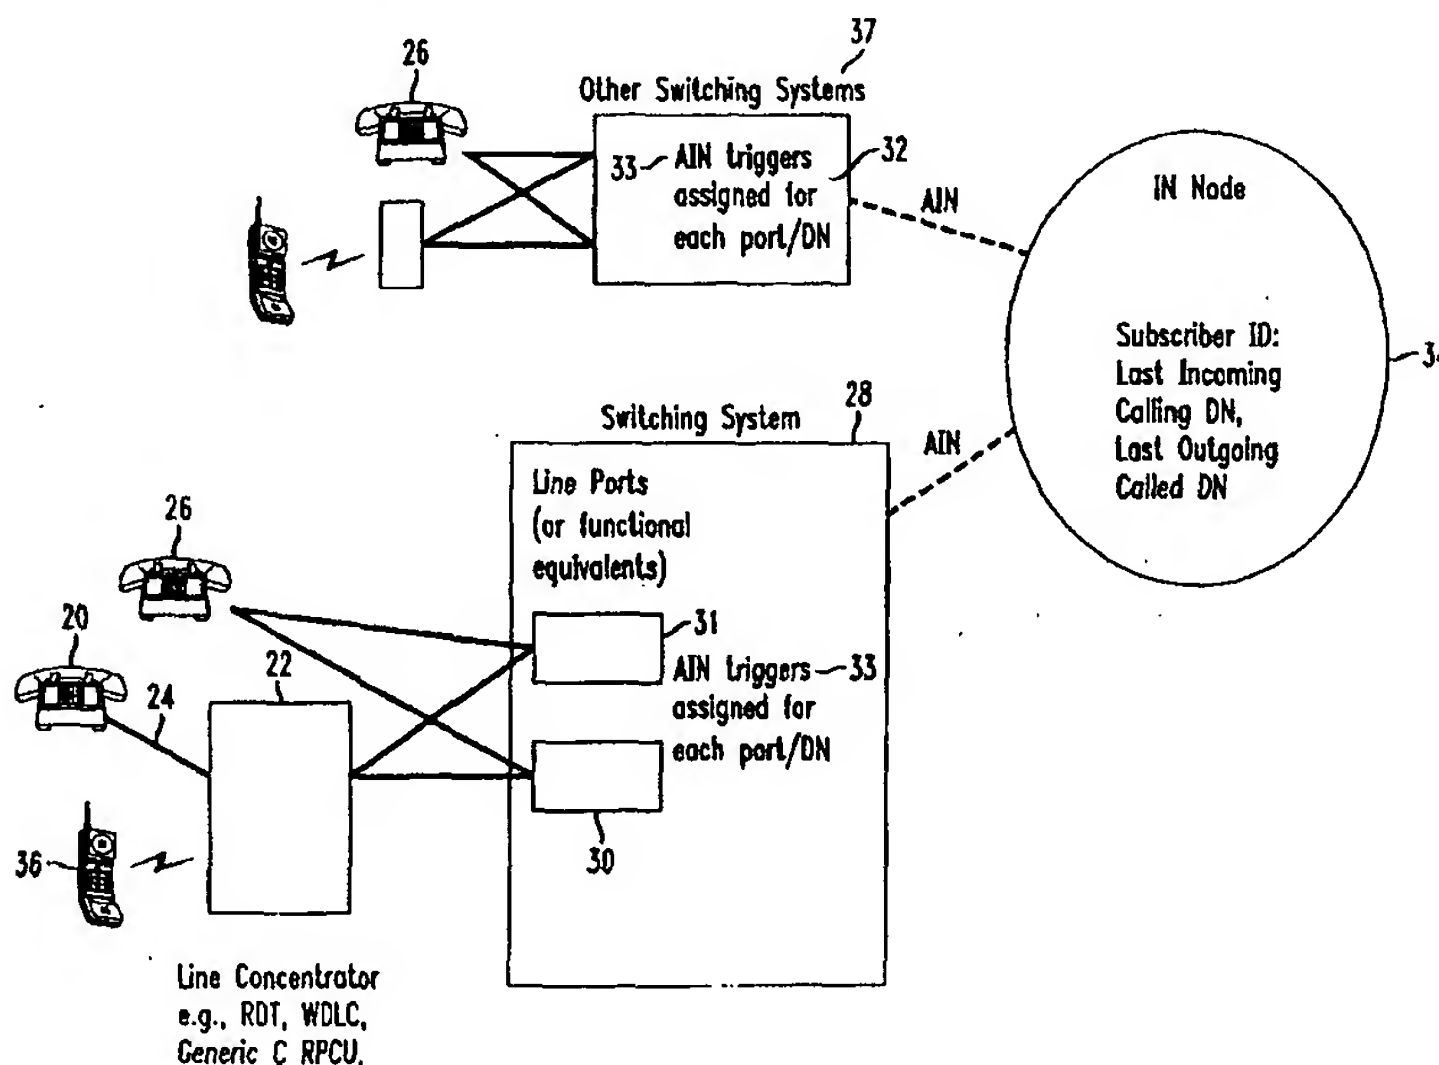 37
26
Other Switching Systems
33
AIN triggers
assigned for
each port/DN
32
AIN
IN Node
Subscriber ID:
Last Incoming
Calling DN,
Last Outgoing
Called DN
Switching System
28
AIN
Line Ports
(or functional
equivalents)
26
20
22
24
31
AIN triggers
33
assigned for
each port/DN
30
36
Line Concentrator
e.g., RDT, WDLC,
Generic C RPCU,